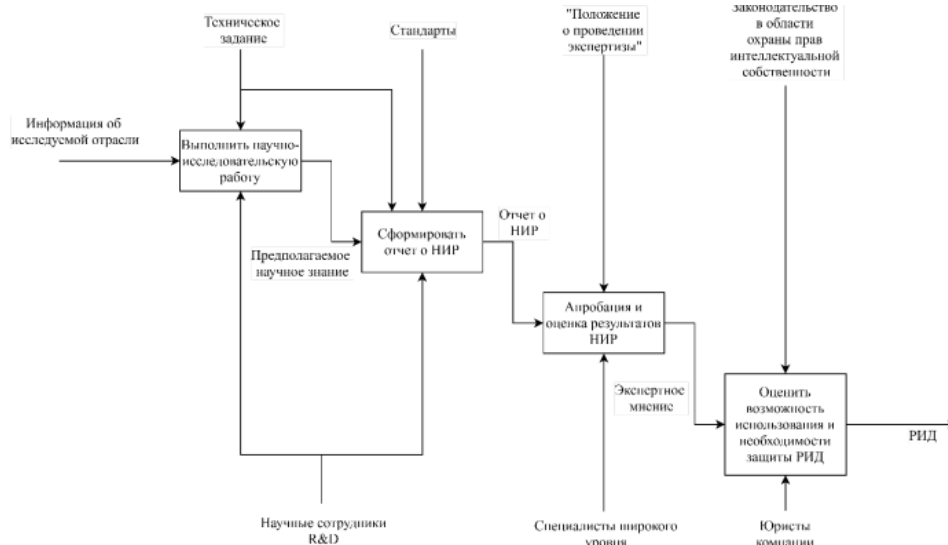 Техническое
задание
Стандарты
"Положение
о проведении
экспертизы"
законодательство
в области
охраны прав
интеллектуальной
собственности
Информация об
исследуемой отрасли
Выполнить научно-
исследовательскую
работу
Предполагаемое
научное знание
Сформировать
отчет о НИР
Отчет о
НИР
Апробация и
оценка результатов
НИР
Экспертное
мнение
Оценить
возможность
использования и
необходимости
защиты РИД
РИД
Научные сотрудники
R&D
Специалисты широкого
уровня
Юристы
компании